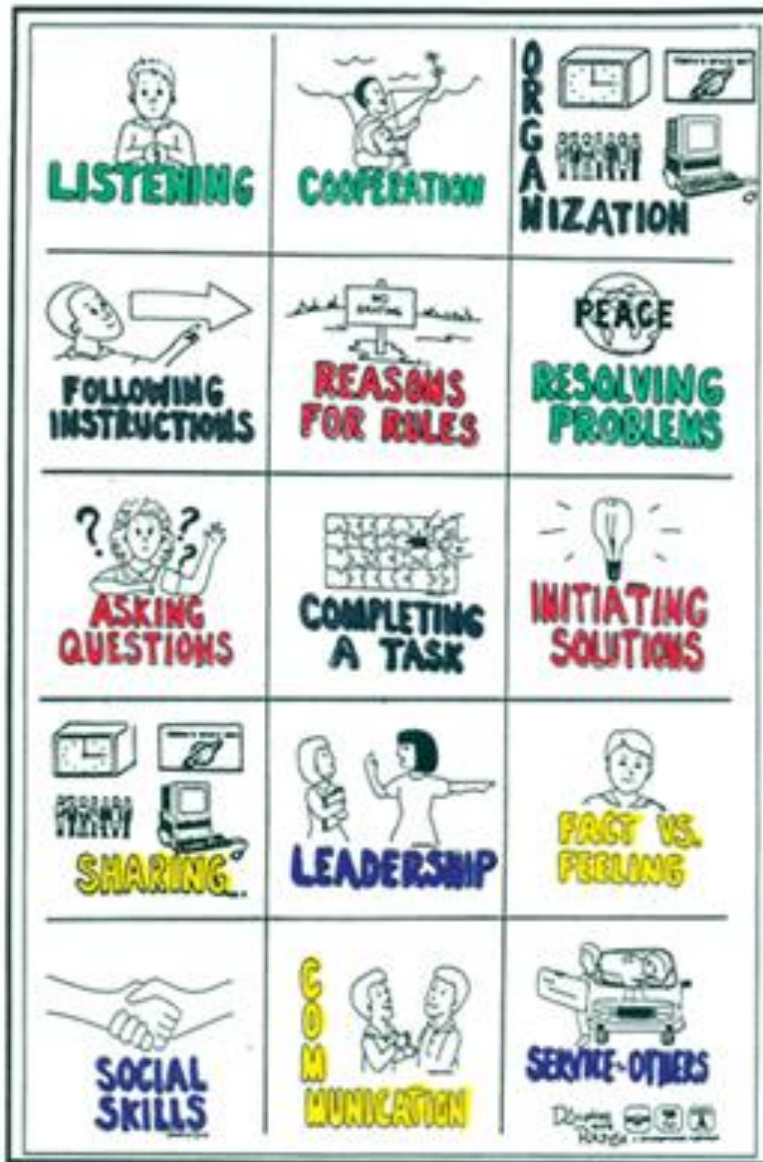 LISTENING
COOPERATION
ORGANIZATION
FOLLOWING
INSTRUCTIONS
NO
REASONS
FOR RULES
PEACE
RESOLVING
PROBLEMS
? ? ?
ASKING
QUESTIONS
COMPLETING
A TASK
INITIATING
SOLUTIONS
SHARING
LEADERSHIP
FACT VS.
FEELING
SOCIAL
SKILLS
COMMUNICATION
SERVICE OTHERS